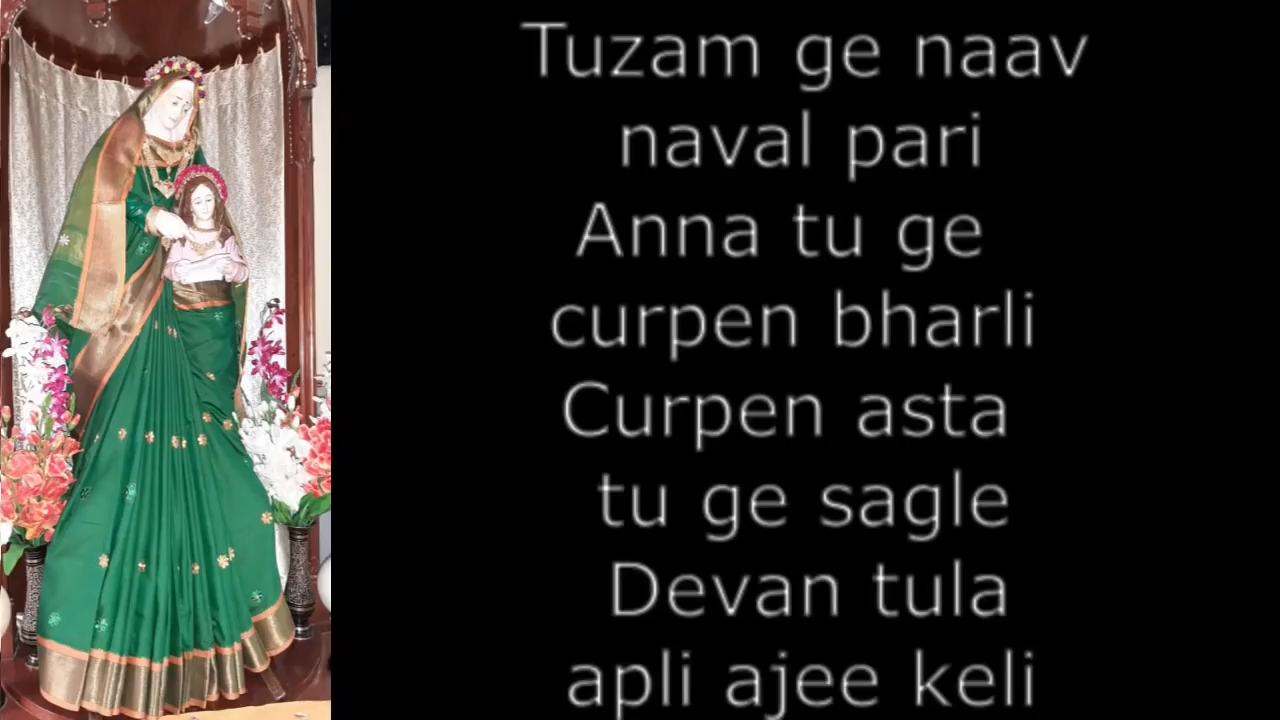 Tuzam ge naav
naval pari
Anna tu ge
curpen bharli
Curpen asta
tu ge sagle
Devan tula
apli ajee keli